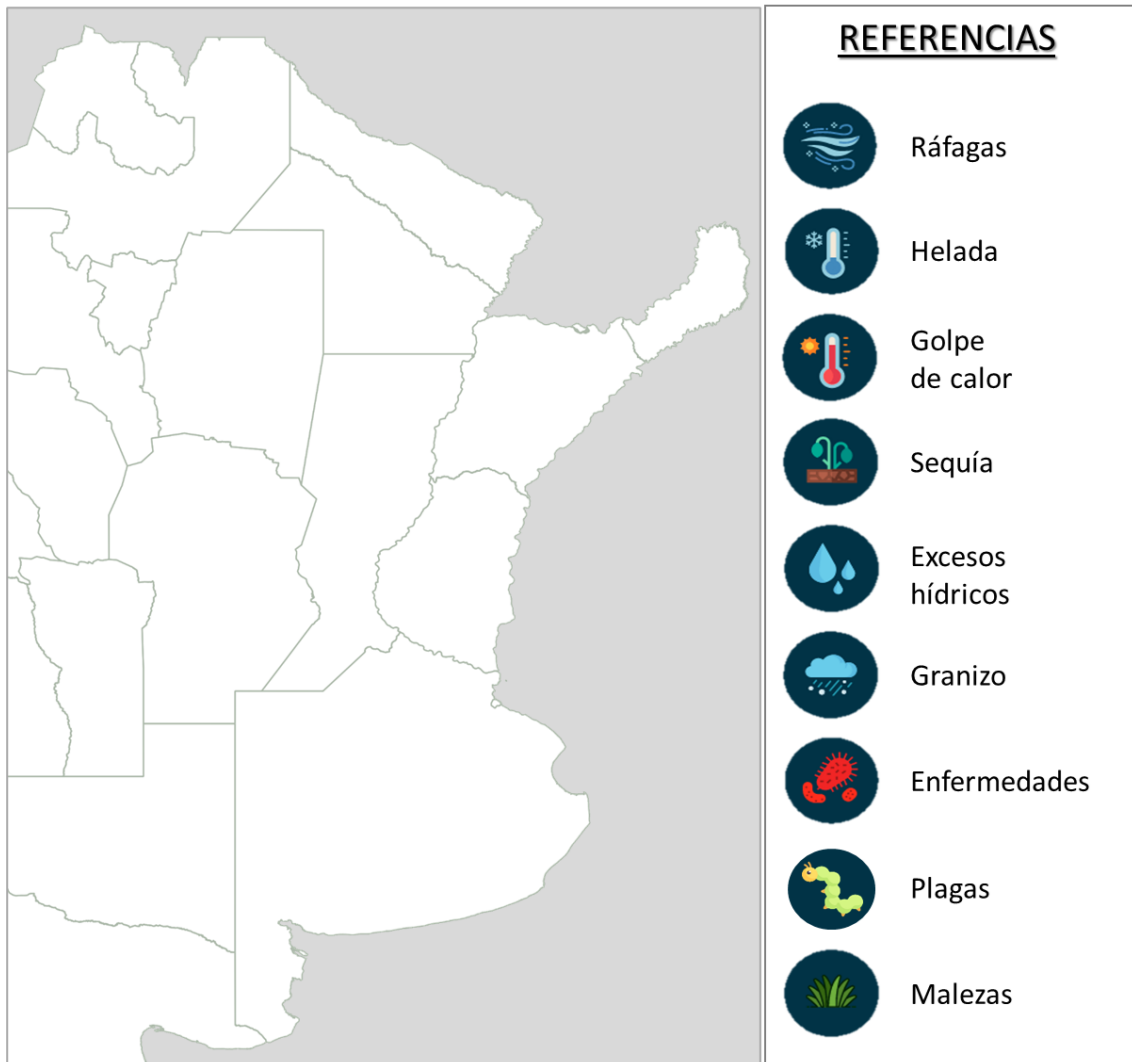 REFERENCIAS
Ráfagas
Helada
Golpe
de calor
Sequía
Excesos
hídricos
Granizo
Enfermedades
Plagas
Malezas